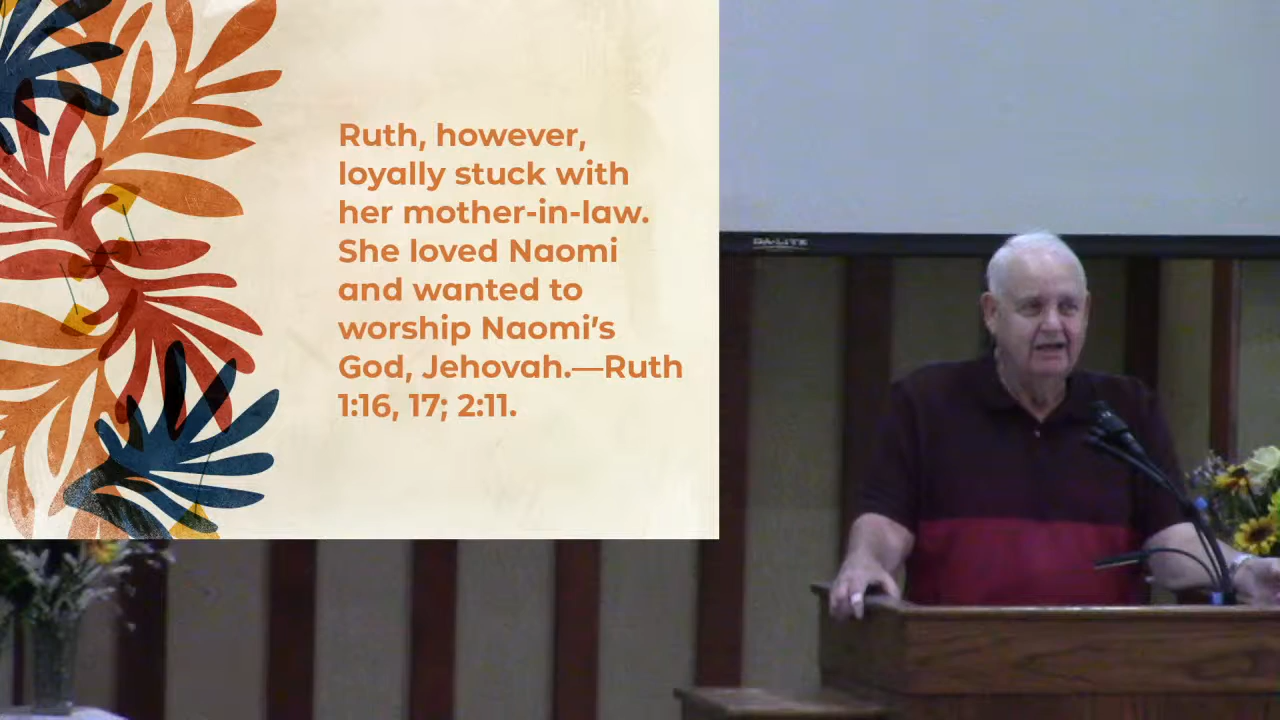 Ruth, however,
loyally stuck with
her mother-in-law.
She loved Naomi
and wanted to
worship Naomi’s
God, Jehovah.—Ruth
1:16, 17; 2:11.
DA-LITE